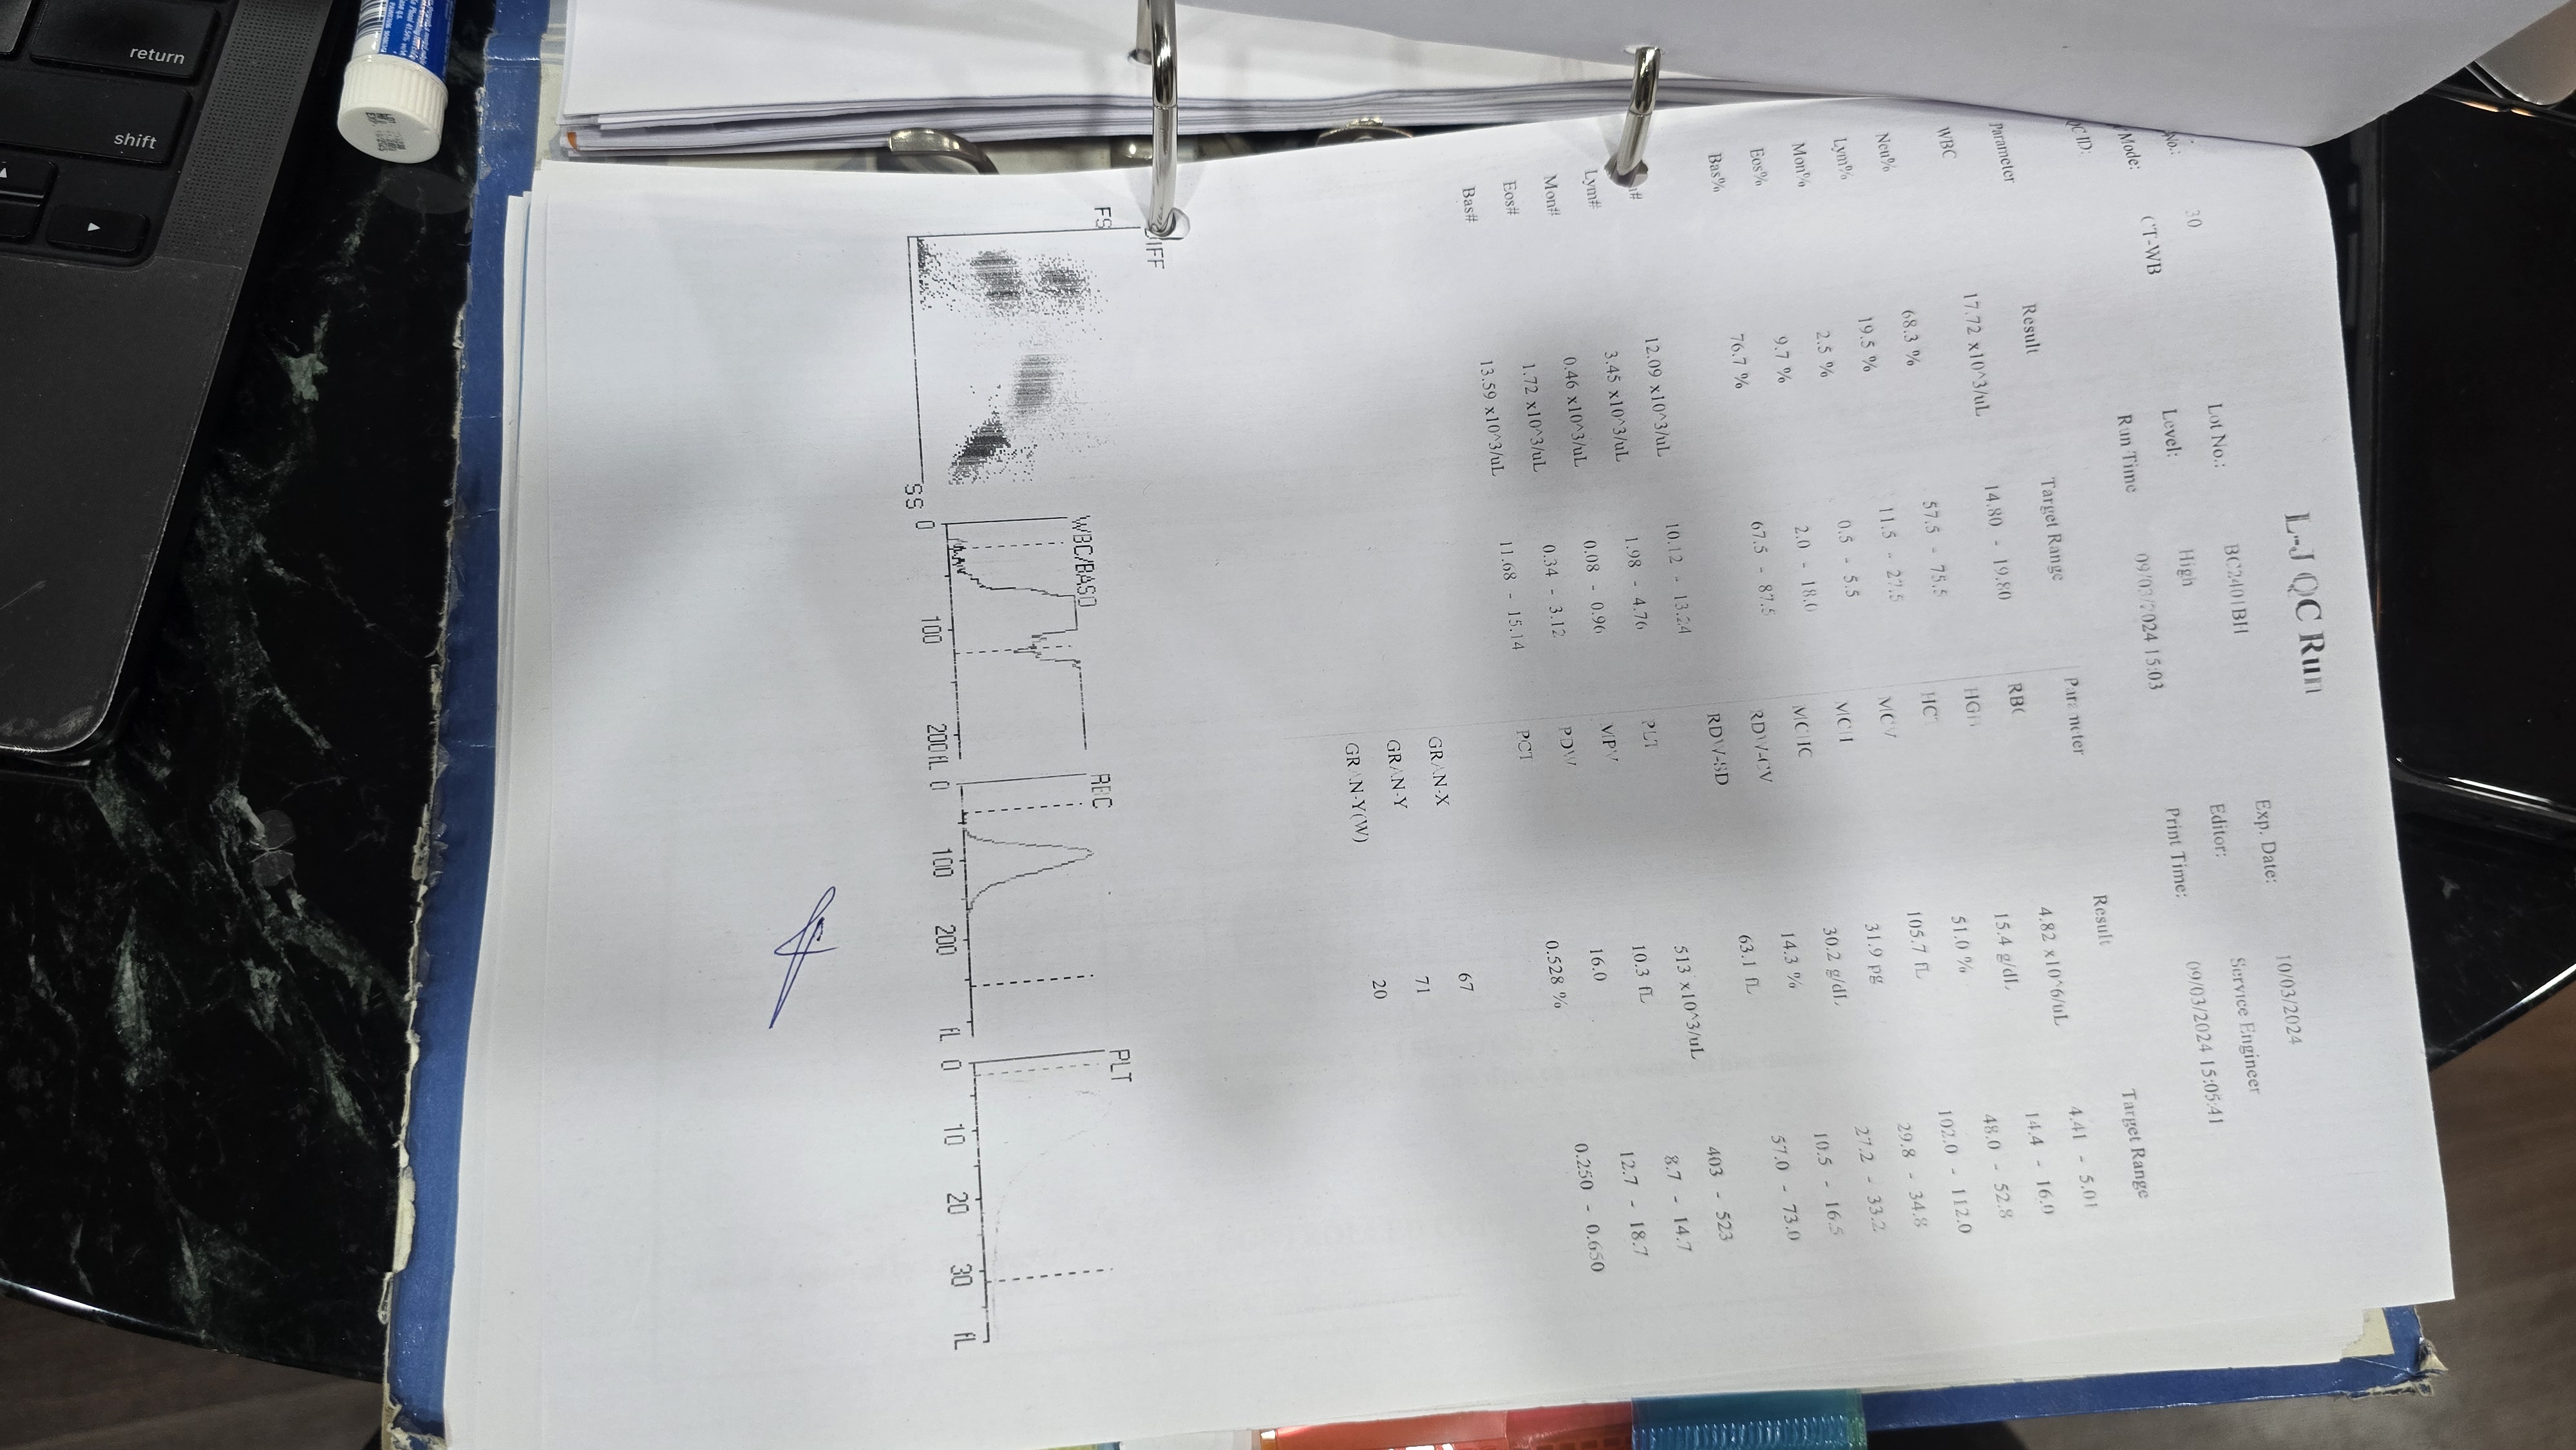 L-J QC Run
No.: 30 Lot No.: BC2401BH Exp. Date: 10/03/2024
Mode: CT-WB Level: High Editor: Service Engineer
QC ID: Run Time 09/03/2024 15:03 Print Time: 09/03/2024 15:05:41
Parameter Result Target Range Parameter Result Target Range
WBC 17.72 x10^3/uL 14.80 - 19.80 RBC 4.82 x10^6/uL 4.41 - 5.01
Neu% 68.3 % 57.5 - 75.5 HGB 15.4 g/dL 14.4 - 16.0
Lym% 19.5 % 11.5 - 27.5 HCT 51.0 % 48.0 - 52.8
Mon% 2.5 % 0.5 - 5.5 MCV 105.7 fL 102.0 - 112.0
Eos% 9.7 % 2.0 - 18.0 MCH 31.9 pg 29.8 - 34.8
Bas% 76.7 % 67.5 - 87.5 MCHC 30.2 g/dL 27.2 - 33.2
RDW-CV 14.3 % 10.5 - 16.5
# 12.09 x10^3/uL 10.12 - 13.24 RDW-SD 63.1 fL 57.0 - 73.0
Lym# 3.45 x10^3/uL 1.98 - 4.76 PLT 513 x10^3/uL 403 - 523
Mon# 0.46 x10^3/uL 0.08 - 0.96 MPV 10.3 fL 8.7 - 14.7
Eos# 1.72 x10^3/uL 0.34 - 3.12 PDW 16.0 12.7 - 18.7
Bas# 13.59 x10^3/uL 11.68 - 15.14 PCT 0.528 % 0.250 - 0.650
GRAN-X 67
GRAN-Y 71
GRAN-Y(W) 20
DIFF
FS WBC/BASO RBC PLT
SS 0 100 200 fL 0 100 200 fL 0 10 20 30 fL
shift
return